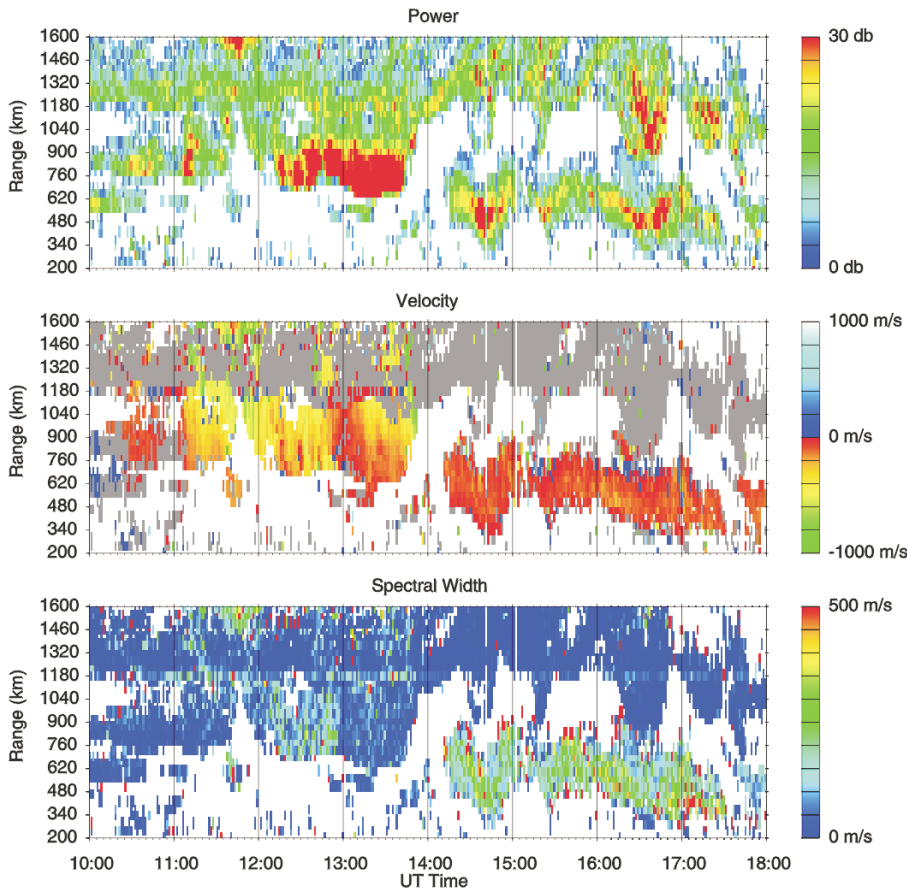 Power
1600
1460
1320
1180
1040
900
760
620
480
340
200
Range (km)
30 db
0 db
Velocity
1600
1460
1320
1180
1040
900
760
620
480
340
200
Range (km)
1000 m/s
0 m/s
-1000 m/s
Spectral Width
1600
1460
1320
1180
1040
900
760
620
480
340
200
Range (km)
500 m/s
0 m/s
10:00 11:00 12:00 13:00 14:00 15:00 16:00 17:00 18:00
UT Time